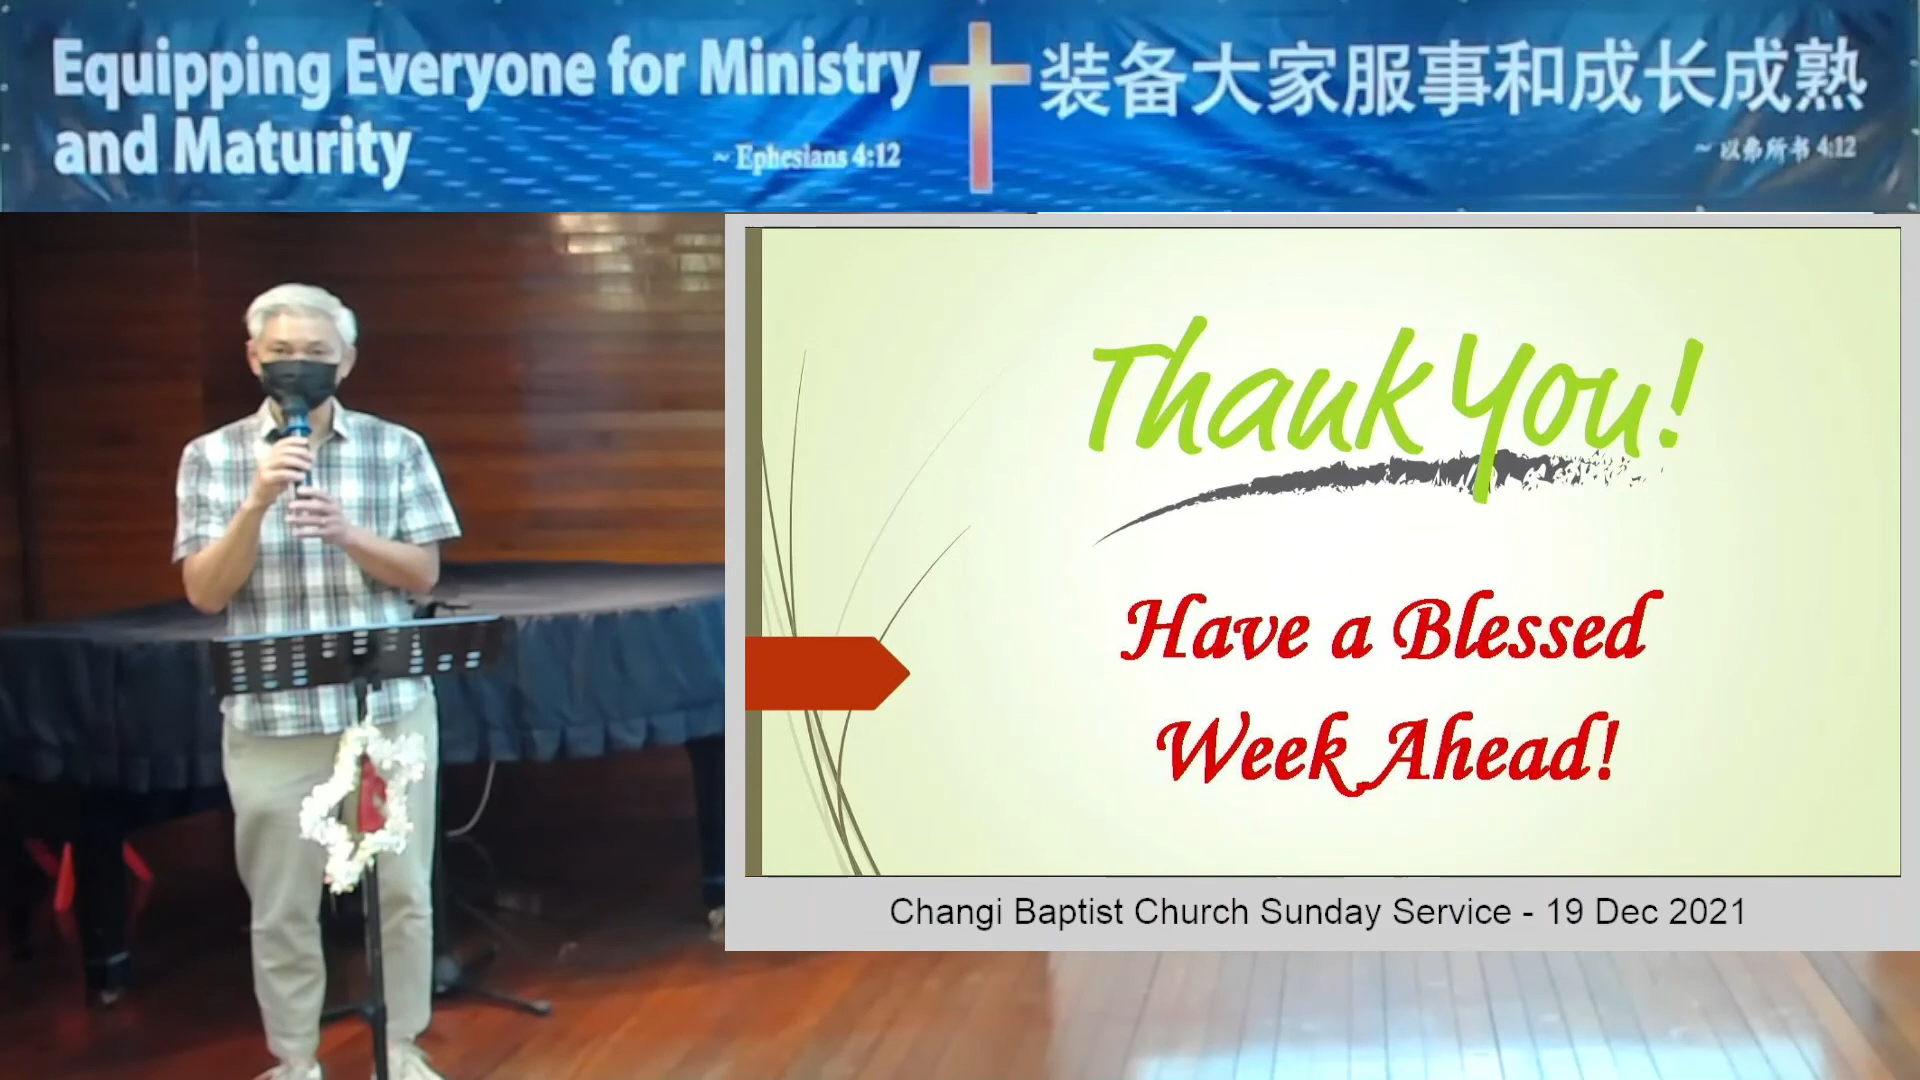 Equipping Everyone for Ministry
and Maturity
~ Ephesians 4:12
装备大家服事和成长成熟
~ 以弗所书 4:12
Thank You!
Have a Blessed
Week Ahead!
Changi Baptist Church Sunday Service - 19 Dec 2021